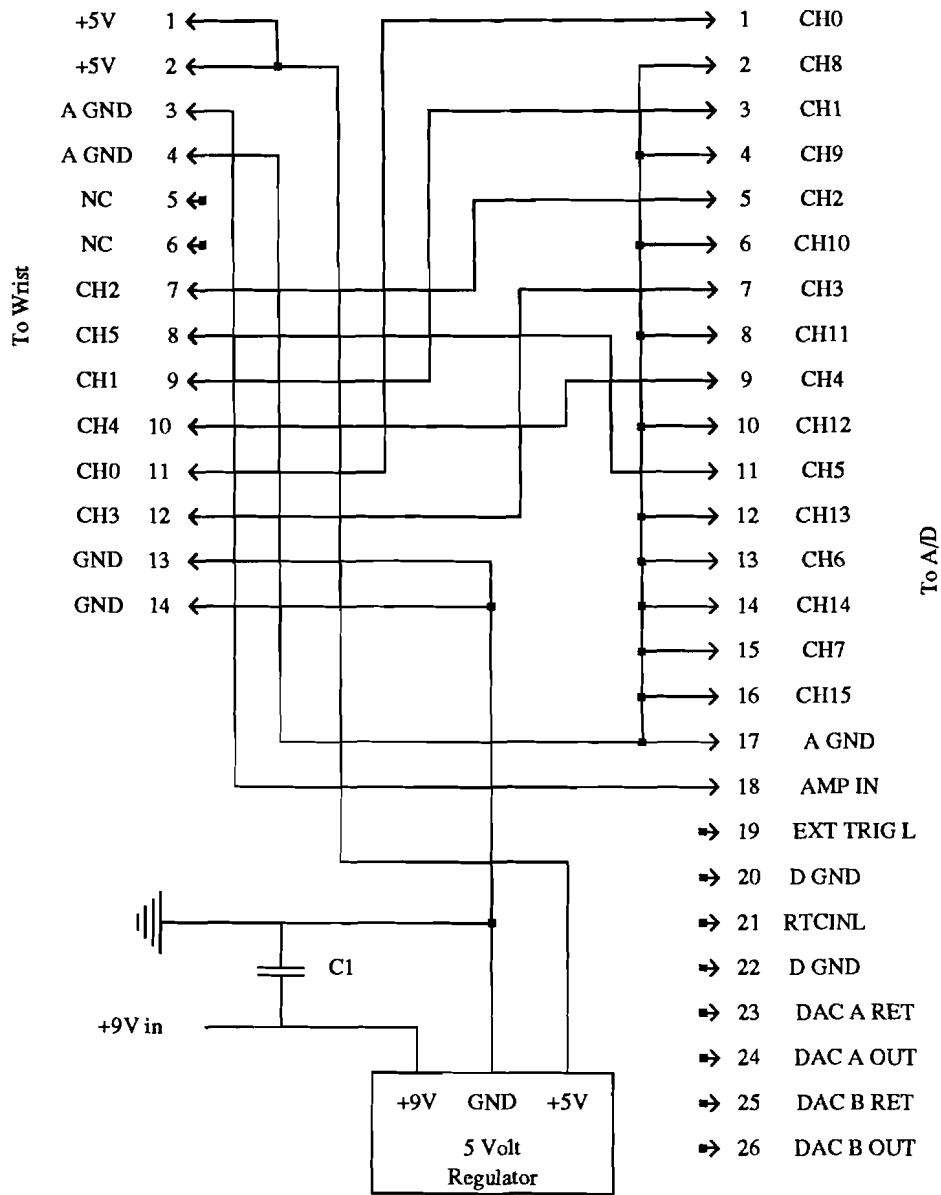 +5V 1
+5V 2
A GND 3
A GND 4
NC 5
NC 6
CH2 7
CH5 8
CH1 9
CH4 10
CH0 11
CH3 12
GND 13
GND 14
To Wrist
1 CH0
2 CH8
3 CH1
4 CH9
5 CH2
6 CH10
7 CH3
8 CH11
9 CH4
10 CH12
11 CH5
12 CH13
13 CH6
14 CH14
15 CH7
16 CH15
17 A GND
18 AMP IN
19 EXT TRIG L
20 D GND
21 RTCINL
22 D GND
23 DAC A RET
24 DAC A OUT
25 DAC B RET
26 DAC B OUT
To A/D
C1
+9V in
+9V GND +5V
5 Volt
Regulator